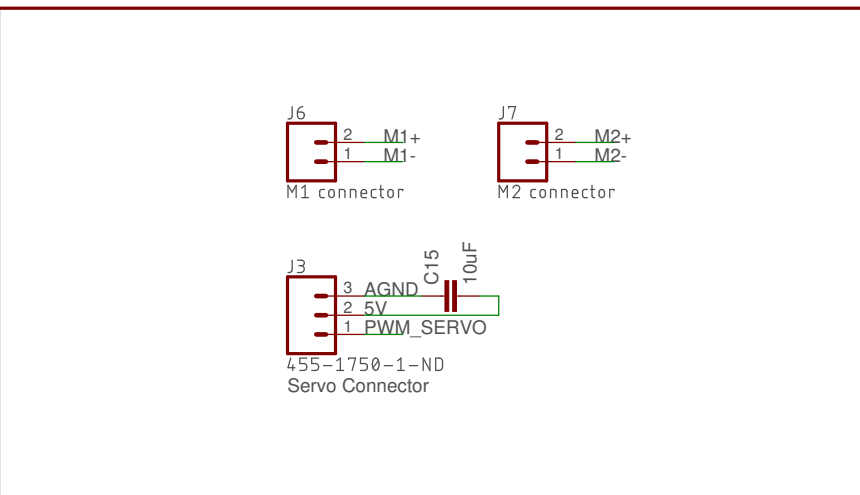 J6
2 M1+
1 M1-
M1 connector
J7
2 M2+
1 M2-
M2 connector
J3
C15
10uF
3 AGND
2 5V
1 PWM_SERVO
455-1750-1-ND
Servo Connector